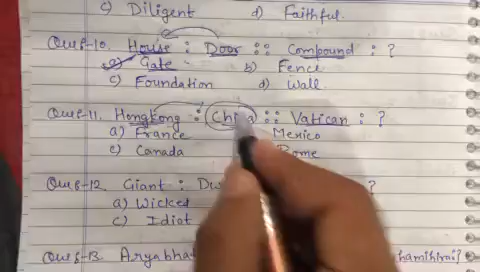 c) Diligent d) Faithful.
Ques-10. House : Door :: Compound : ?
a) Gate b) Fence
c) Foundation d) Wall.
Ques-11. Hongkong : China :: Vatican : ?
a) France Mexico
c) Canada Rome
Ques-12. Giant : ?
a) Wicked
c) Idiot
Ques-13.